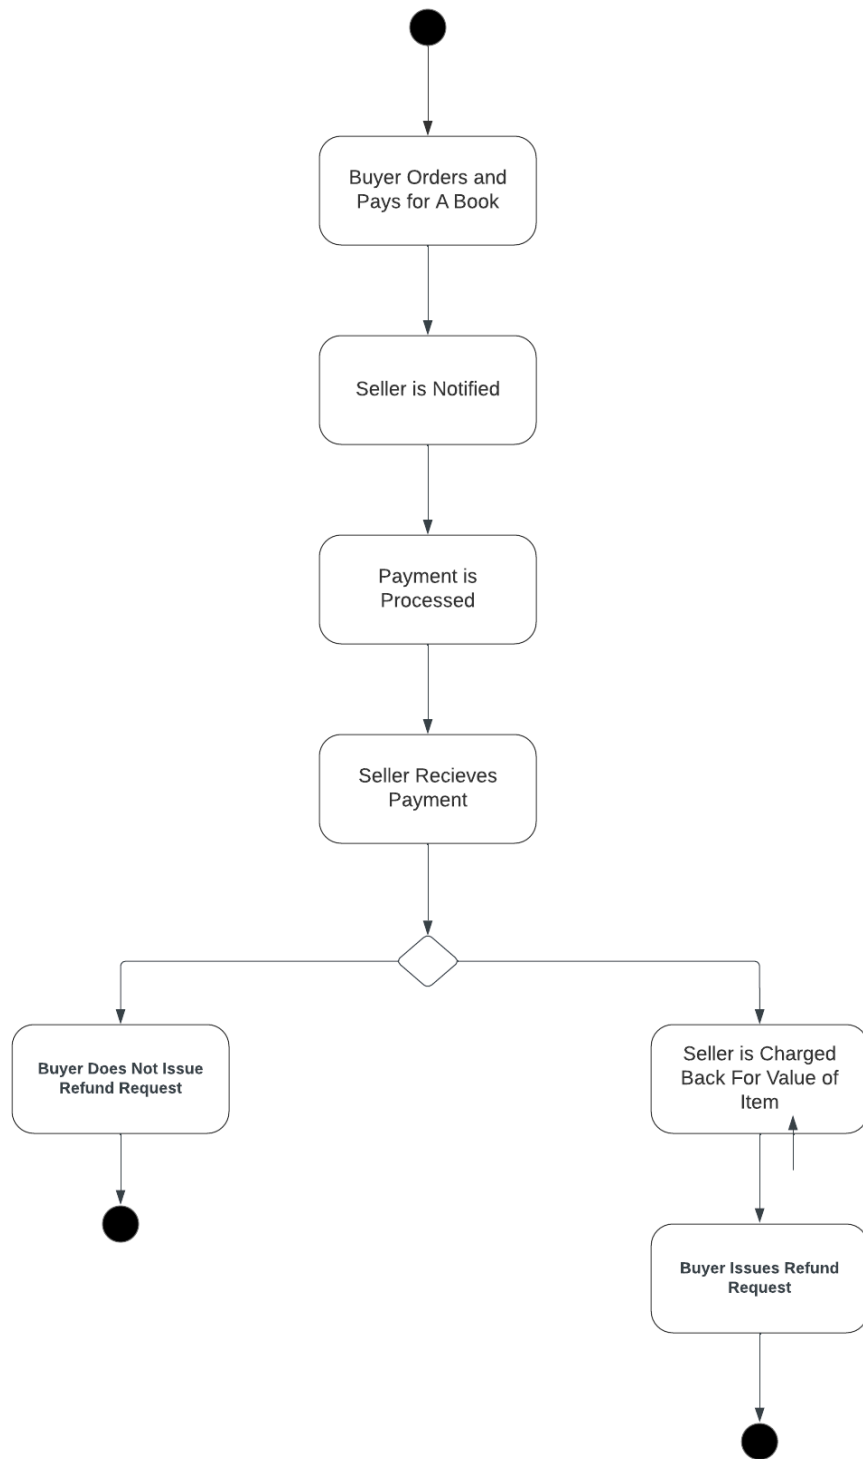 Buyer Orders and
Pays for A Book
Seller is Notified
Payment is
Processed
Seller Recieves
Payment
Buyer Does Not Issue
Refund Request
Seller is Charged
Back For Value of
Item
Buyer Issues Refund
Request